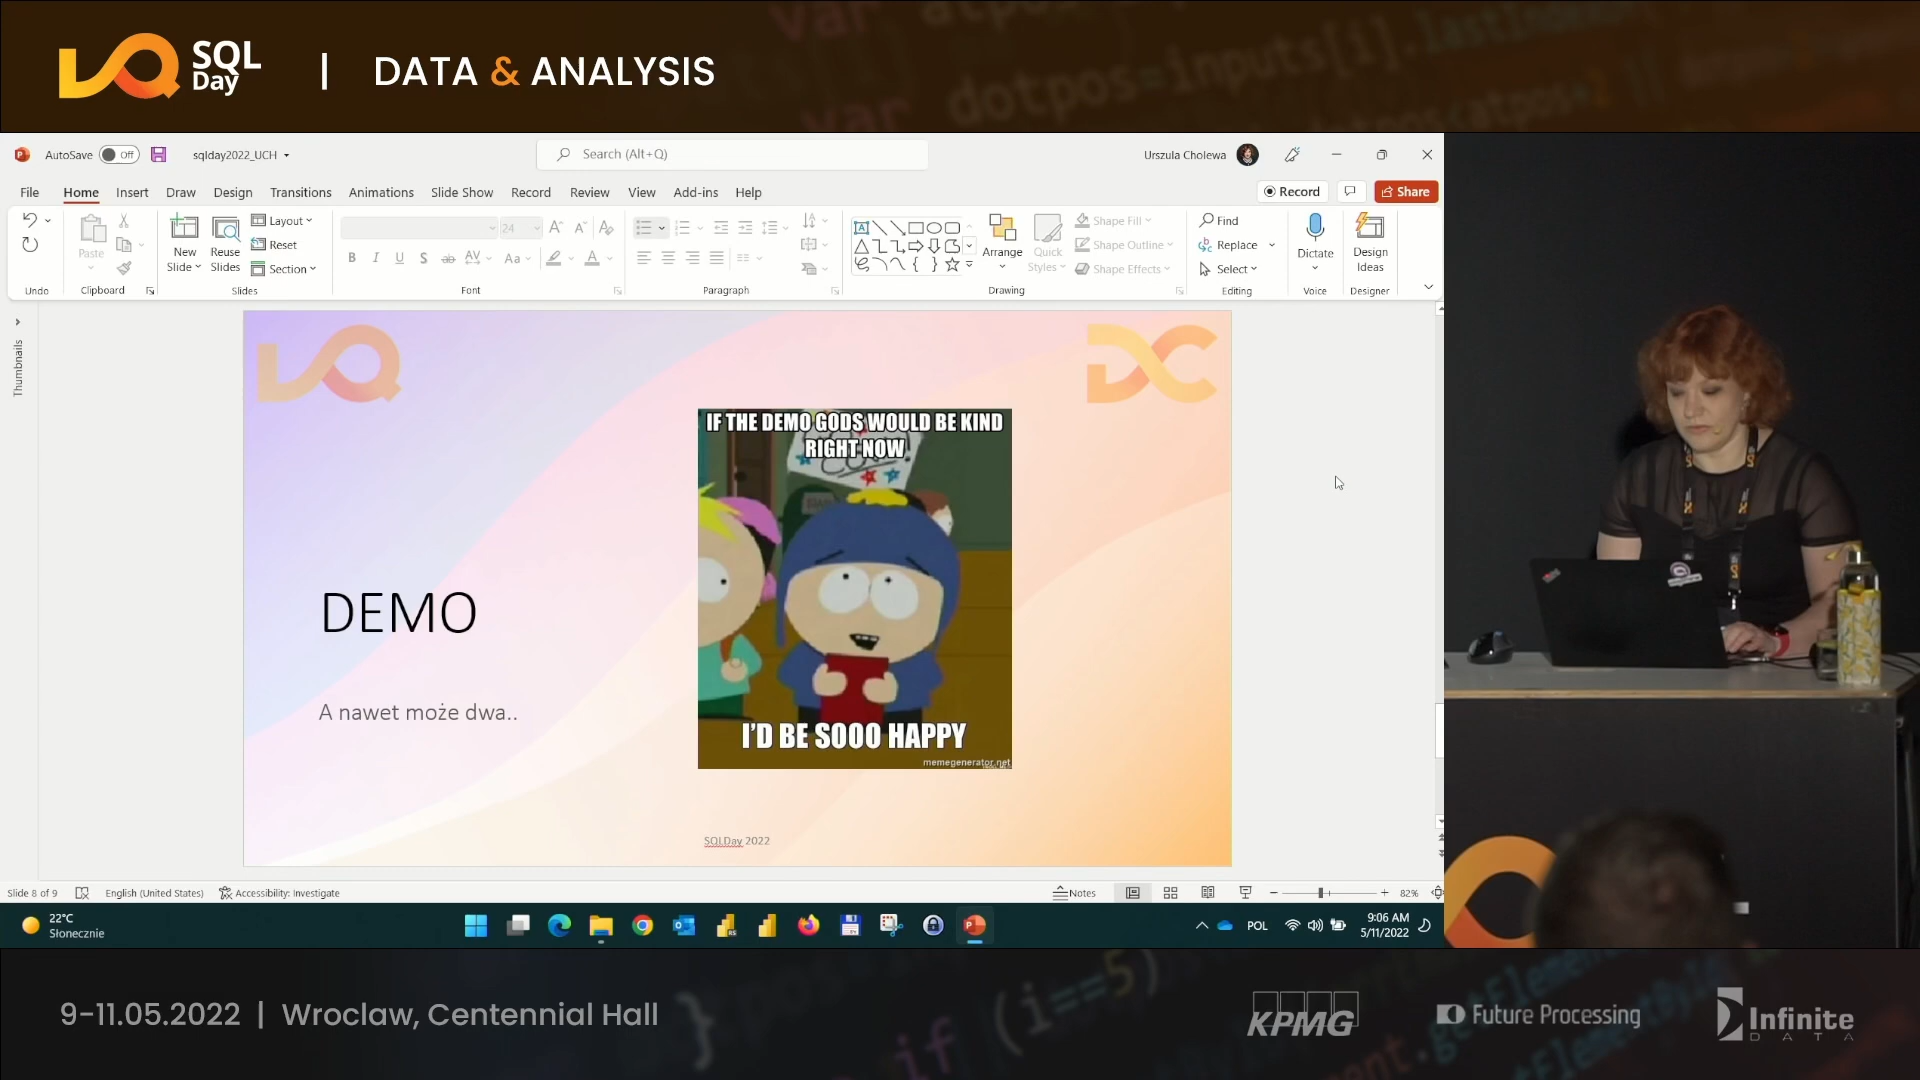 SQL
Day
| DATA & ANALYSIS
AutoSave Off sqlday2022_UCH Search (Alt+Q) Urszula Cholewa
File Home Insert Draw Design Transitions Animations Slide Show Record Review View Add-ins Help Record Share
Paste
New
Slide
Reuse
Slides
Layout
Reset
Section
24
B I U S ab AV Aa A
Arrange
Quick
Styles
Shape Fill
Shape Outline
Shape Effects
Find
Replace
Select
Dictate
Design
Ideas
Undo Clipboard Slides Font Paragraph Drawing Editing Voice Designer
Thumbnails
IF THE DEMO GODS WOULD BE KIND
RIGHT NOW
DEMO
A nawet może dwa..
I'D BE SOOO HAPPY
memegenerator.net
SQLDay 2022
Slide 8 of 9 English (United States) Accessibility: Investigate Notes 82%
22°C
Słonecznie
POL
9:06 AM
5/11/2022
9-11.05.2022 | Wroclaw, Centennial Hall
KPMG
Future Processing
Infinite
DATA